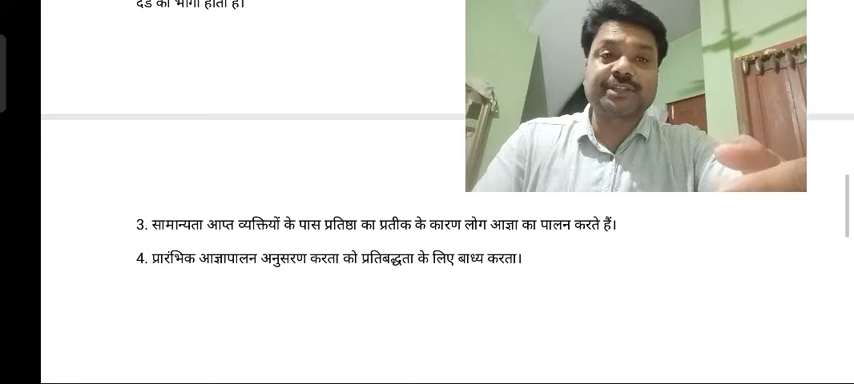 दंड का भागी होता है।
3. सामान्यता आप्त व्यक्तियों के पास प्रतिष्ठा का प्रतीक के कारण लोग आज्ञा का पालन करते हैं।
4. प्रारंभिक आज्ञापालन अनुसरण करता को प्रतिबद्धता के लिए बाध्य करता।